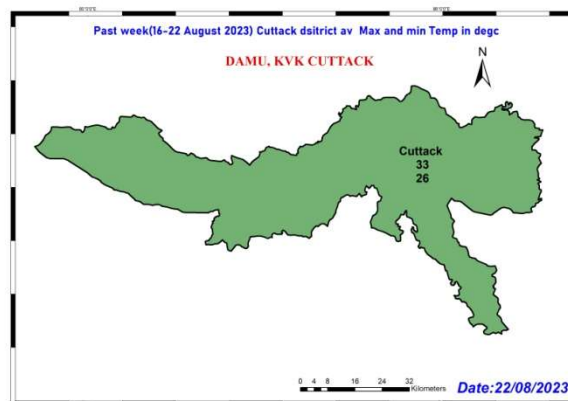 Past week(16-22 August 2023) Cuttack dsitrict av Max and min Temp in degc
DAMU, KVK CUTTACK
N
Cuttack
33
26
0 4 8 16 24 32
Kilometers
Date:22/08/2023